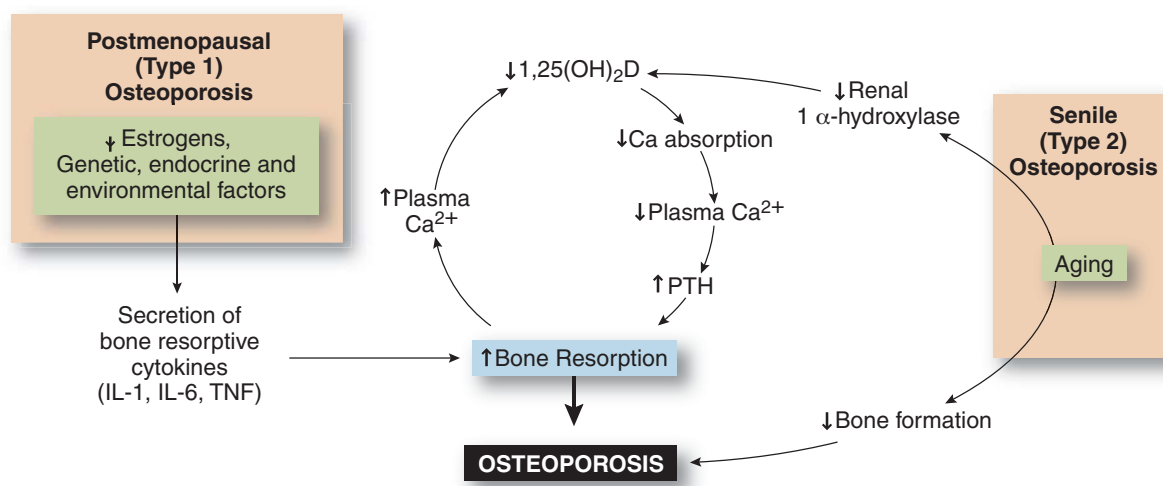 Postmenopausal
(Type 1)
Osteoporosis
↓ Estrogens,
Genetic, endocrine and
environmental factors
Secretion of
bone resorptive
cytokines
(IL-1, IL-6, TNF)
↓1,25(OH)₂D
↓Ca absorption
↓Plasma Ca²⁺
↑PTH
↑Bone Resorption
↑Plasma
Ca²⁺
OSTEOPOROSIS
↓Renal
1 α-hydroxylase
Senile
(Type 2)
Osteoporosis
Aging
↓Bone formation